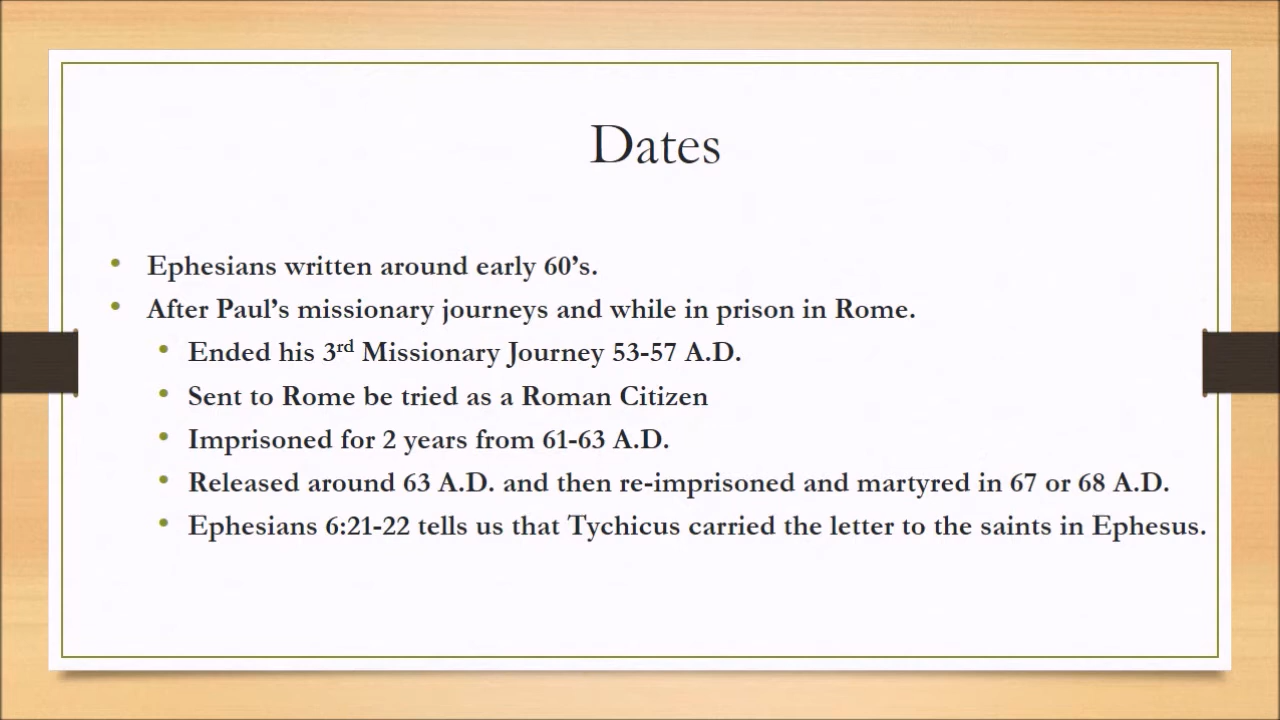 Dates
• Ephesians written around early 60’s.
• After Paul’s missionary journeys and while in prison in Rome.
• Ended his 3rd Missionary Journey 53-57 A.D.
• Sent to Rome be tried as a Roman Citizen
• Imprisoned for 2 years from 61-63 A.D.
• Released around 63 A.D. and then re-imprisoned and martyred in 67 or 68 A.D.
• Ephesians 6:21-22 tells us that Tychicus carried the letter to the saints in Ephesus.